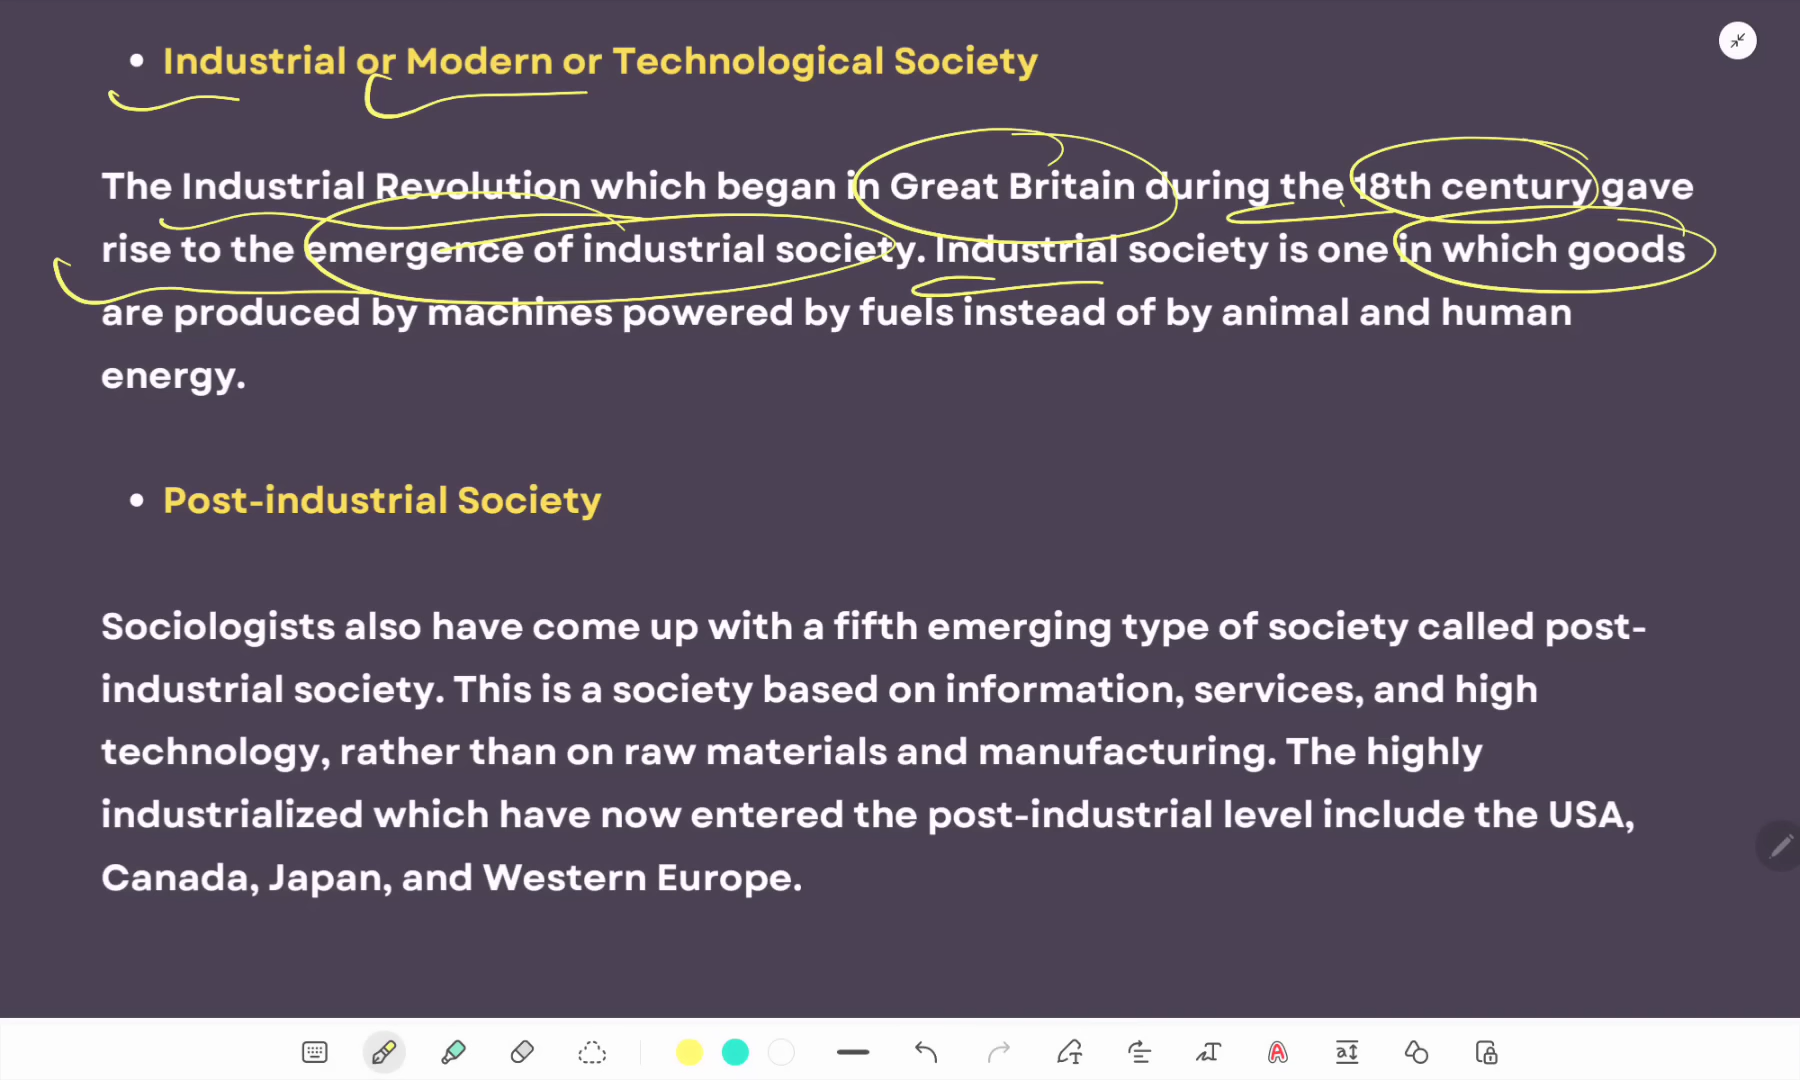 • Industrial or Modern or Technological Society
The Industrial Revolution which began in Great Britain during the 18th century gave
rise to the emergence of industrial society. Industrial society is one in which goods
are produced by machines powered by fuels instead of by animal and human
energy.
• Post-industrial Society
Sociologists also have come up with a fifth emerging type of society called post-
industrial society. This is a society based on information, services, and high
technology, rather than on raw materials and manufacturing. The highly
industrialized which have now entered the post-industrial level include the USA,
Canada, Japan, and Western Europe.